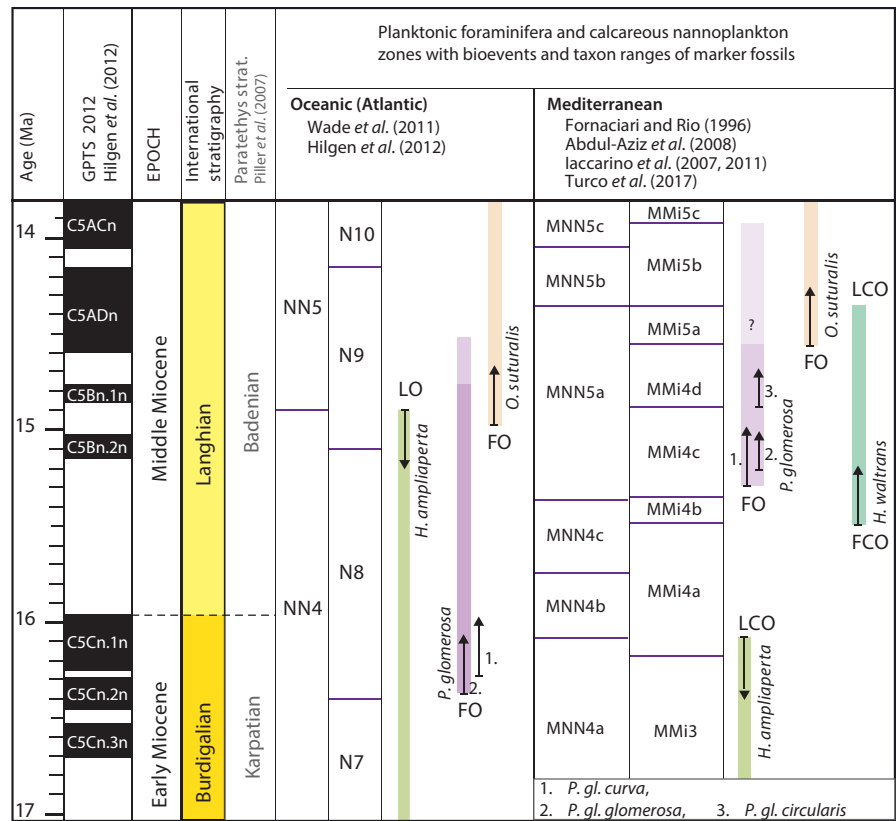 Age (Ma)
GPTS 2012
Hilgen et al. (2012)
EPOCH
International
stratigraphy
Paratethys strat.
Piller et al. (2007)
Planktonic foraminifera and calcareous nannoplankton
zones with bioevents and taxon ranges of marker fossils
Oceanic (Atlantic)
Wade et al. (2011)
Hilgen et al. (2012)
Mediterranean
Fornaciari and Rio (1996)
Abdul-Aziz et al. (2008)
Iaccarino et al. (2007, 2011)
Turco et al. (2017)
14
15
16
17
C5ACn
C5ADn
C5Bn.1n
C5Bn.2n
C5Cn.1n
C5Cn.2n
C5Cn.3n
Middle Miocene
Early Miocene
Langhian
Burdigalian
Badenian
Karpatian
NN5
NN4
N10
N9
N8
N7
LO
H. ampliaperta
P. glomerosa
1.
2.
FO
O. suturalis
FO
MNN5c
MNN5b
MNN5a
MNN4c
MNN4b
MNN4a
MMi5c
MMi5b
MMi5a
MMi4d
MMi4c
MMi4b
MMi4a
MMi3
?
3.
1.
2.
P. glomerosa
FO
O. suturalis
FO
LCO
H. waltrans
FCO
LCO
H. ampliaperta
1. P. gl. curva,
2. P. gl. glomerosa, 3. P. gl. circularis